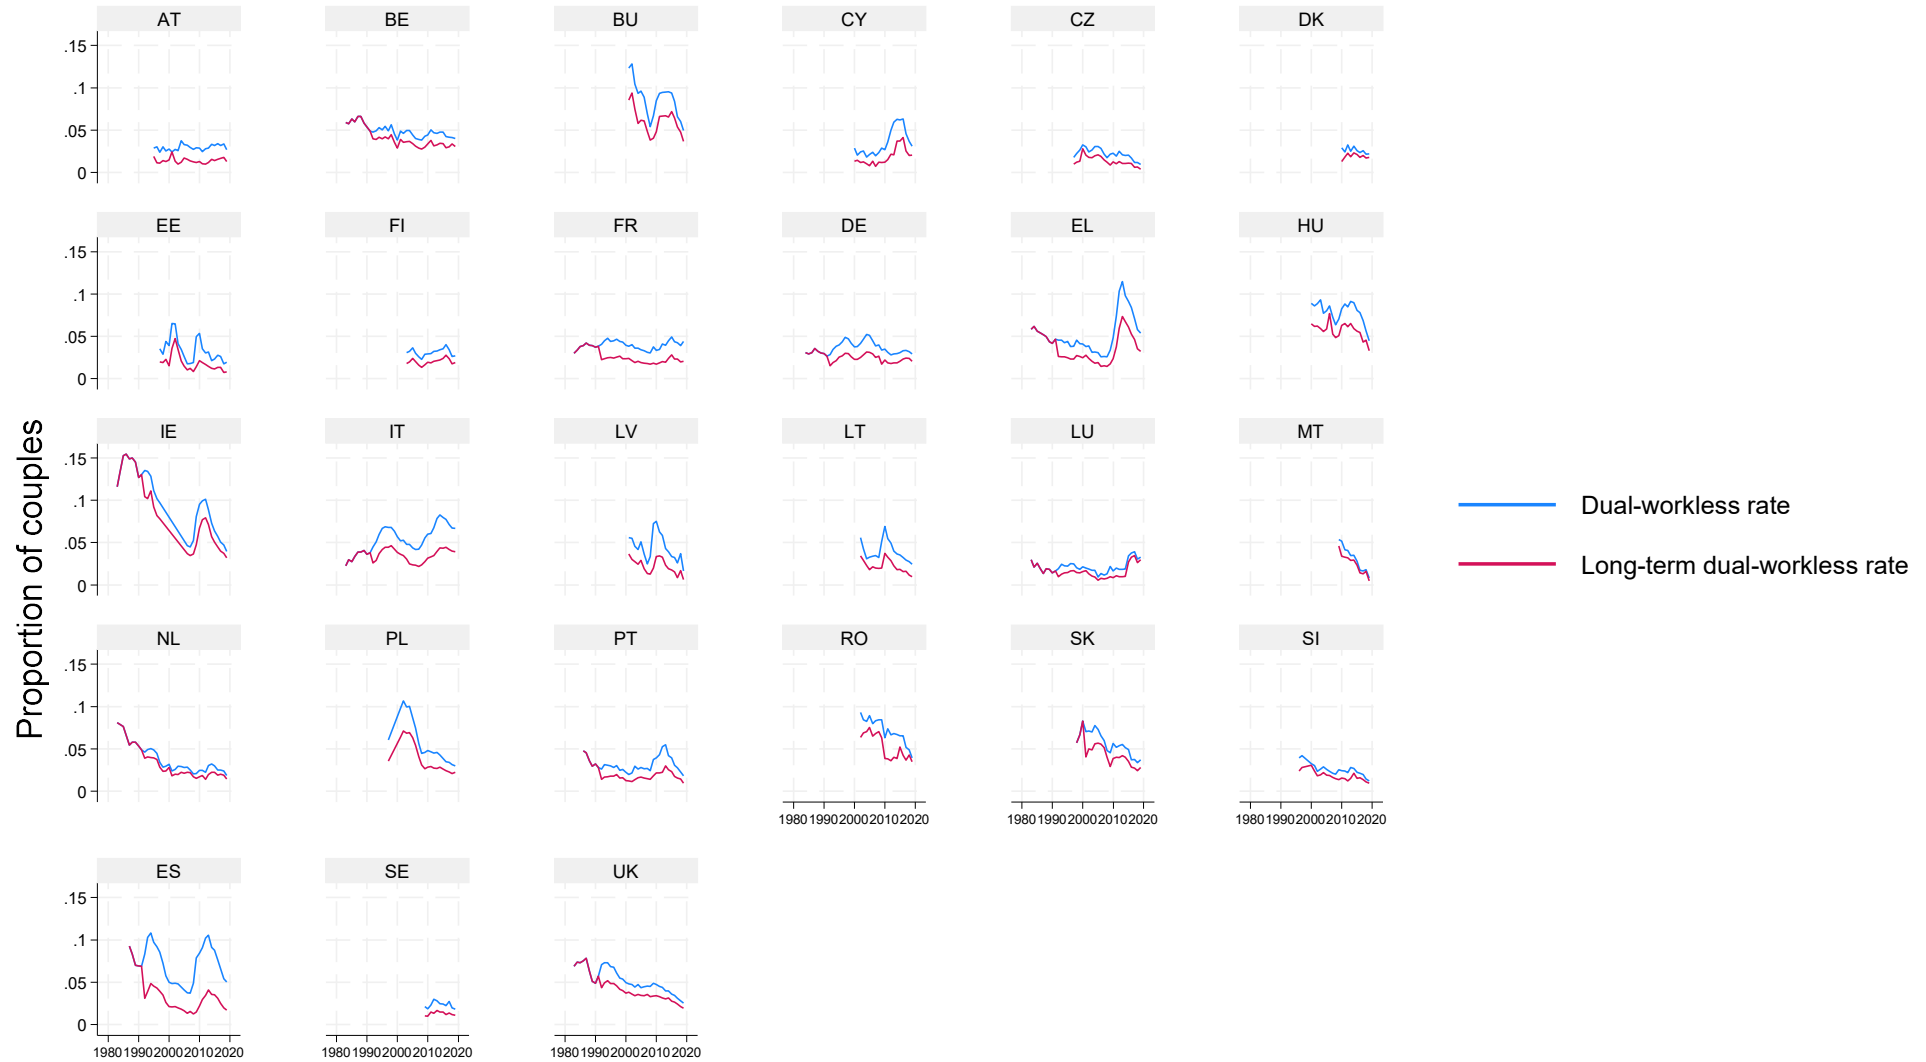 AT BE BU CY CZ DK
.15
.1
.05
0
EE FI FR DE EL HU
.15
.1
.05
0
IE IT LV LT LU MT
.15
.1
.05
0
NL PL PT RO SK SI
.15
.1
.05
0
1980 1990 2000 2010 2020 1980 1990 2000 2010 2020 1980 1990 2000 2010 2020
ES SE UK
.15
.1
.05
0
1980 1990 2000 2010 2020 1980 1990 2000 2010 2020 1980 1990 2000 2010 2020
Proportion of couples
Dual-workless rate
Long-term dual-workless rate